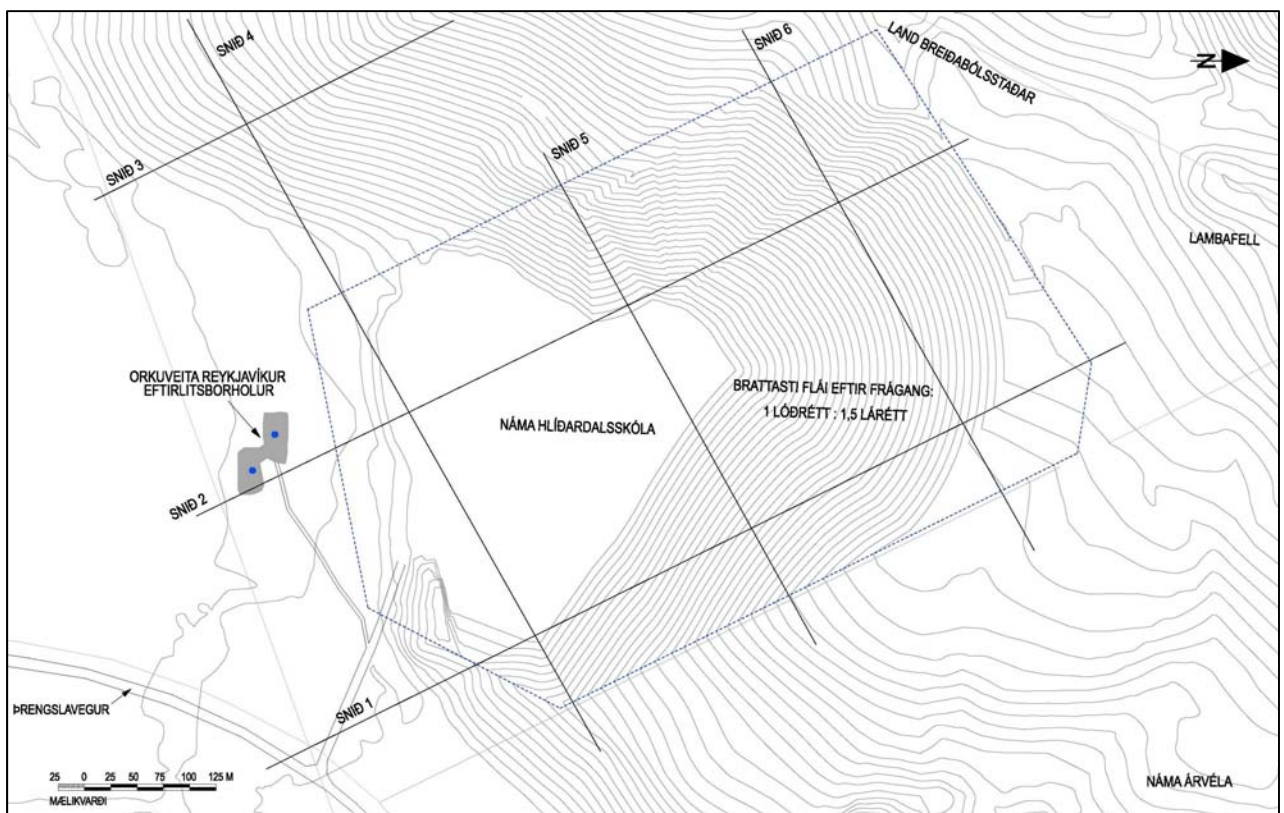 SNIÐ 4
SNIÐ 6
LAND BREIÐABÓLSSTAÐAR
N
SNIÐ 3
SNIÐ 5
LAMBAFELL
ORKUVEITA REYKJAVÍKUR
EFTIRLITSBORHOLUR
BRATTASTI FLÁI EFTIR FRÁGANG:
1 LÓÐRÉTT : 1,5 LÁRÉTT
NÁMA HLÍÐARDALSSKÓLA
SNIÐ 2
ÞRENGSLAVEGUR
SNIÐ 1
25 0 25 50 75 100 125 M
MÆLIKVARÐI
NÁMA ÁRVÉLA